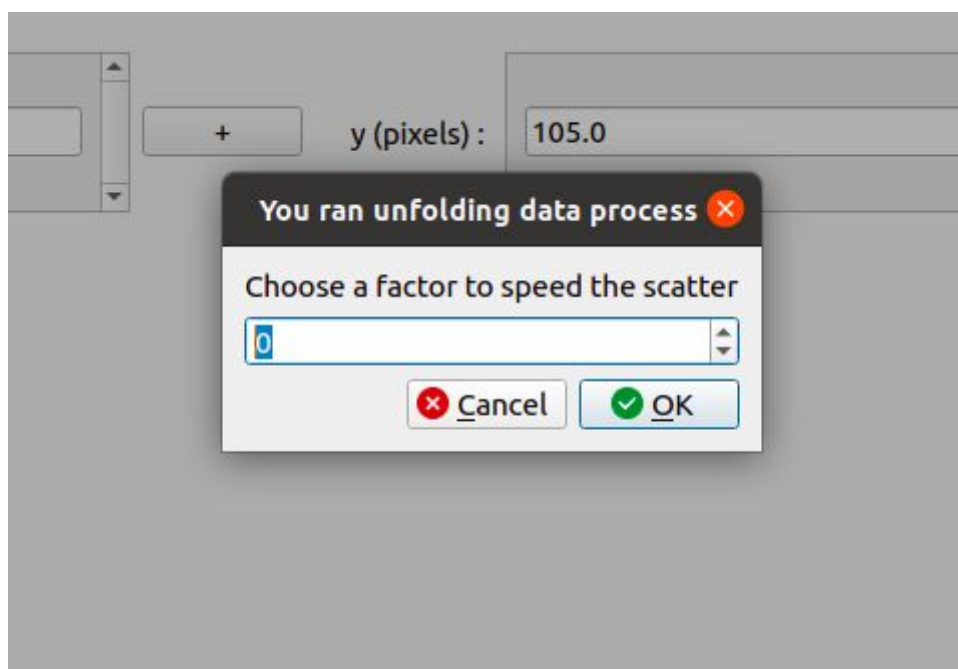 +
y (pixels) :
105.0
You ran unfolding data process
Choose a factor to speed the scatter
0
Cancel
OK